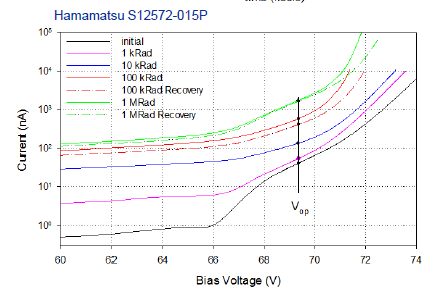 Hamamatsu S12572-015P
10⁵
10⁴
10³
10²
10¹
10⁰
Current (nA)
initial
1 kRad
10 kRad
100 kRad
100 kRad Recovery
1 MRad
1 MRad Recovery
Vop
60 62 64 66 68 70 72 74
Bias Voltage (V)